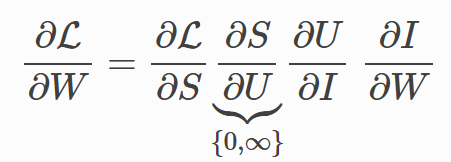 ∂ℒ/∂W = ∂ℒ/∂S ∂S/∂U ∂U/∂I ∂I/∂W
{0,∞}